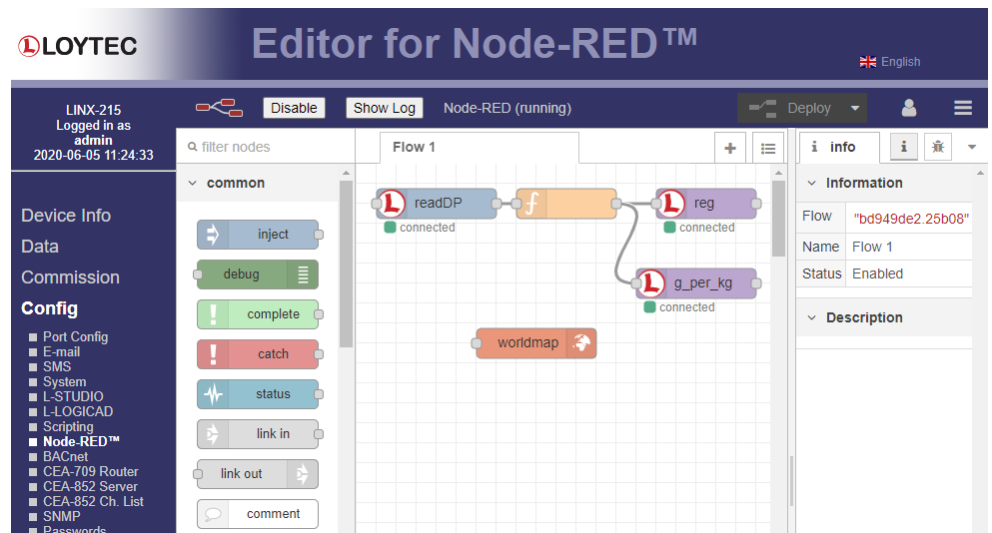 LOYTEC
Editor for Node-RED™
English
LINX-215
Logged in as
admin
2020-06-05 11:24:33
Device Info
Data
Commission
Config
Port Config
E-mail
SMS
System
L-STUDIO
L-LOGICAD
Scripting
Node-RED™
BACnet
CEA-709 Router
CEA-852 Server
CEA-852 Ch. List
SNMP
Passwords
Disable
Show Log
Node-RED (running)
Deploy
filter nodes
common
inject
debug
complete
catch
status
link in
link out
comment
Flow 1
readDP
connected
f
reg
connected
g_per_kg
connected
worldmap
i info
i
Information
Flow "bd949de2.25b08"
Name Flow 1
Status Enabled
Description